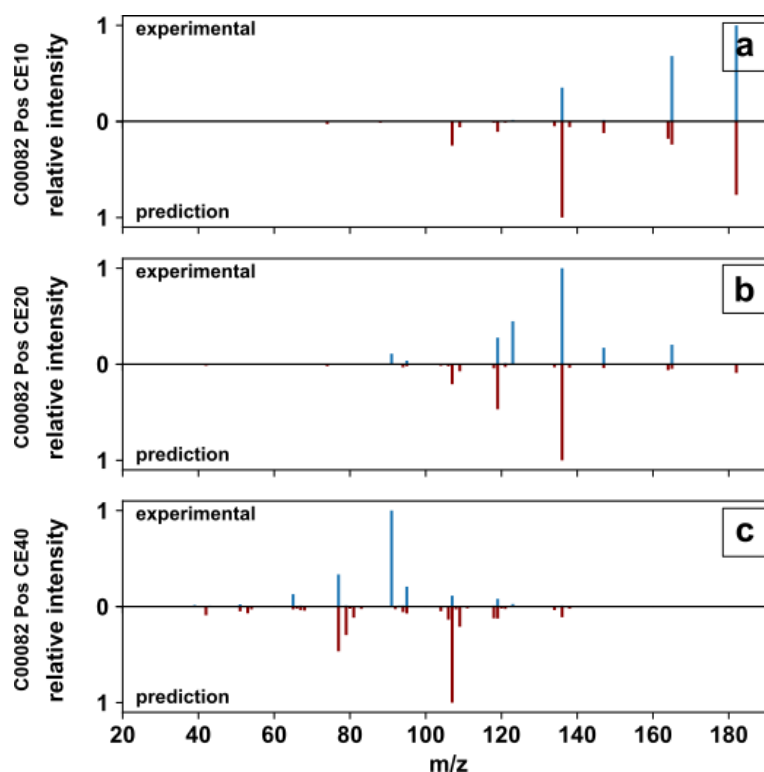 C00082 Pos CE10
relative intensity
1
0
1
experimental
prediction
a
C00082 Pos CE20
relative intensity
1
0
1
experimental
prediction
b
C00082 Pos CE40
relative intensity
1
0
1
experimental
prediction
c
20 40 60 80 100 120 140 160 180
m/z